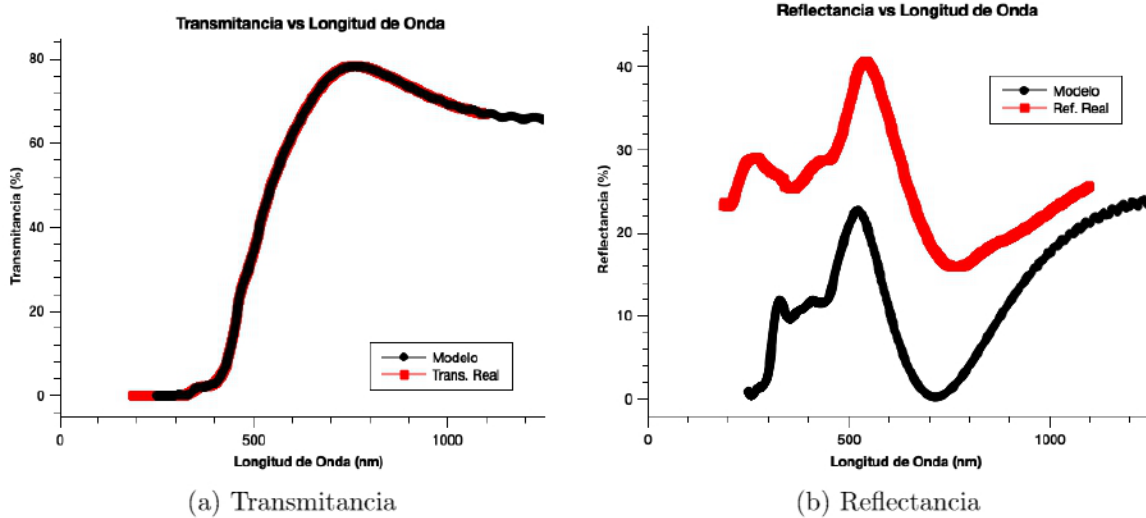 Transmitancia vs Longitud de Onda
80
60
40
20
0
Transmitancia (%)
Modelo
Trans. Real
0
500
1000
Longitud de Onda (nm)
(a) Transmitancia
Reflectancia vs Longitud de Onda
40
30
20
10
0
Reflectancia (%)
Modelo
Ref. Real
0
500
1000
Longitud de Onda (nm)
(b) Reflectancia